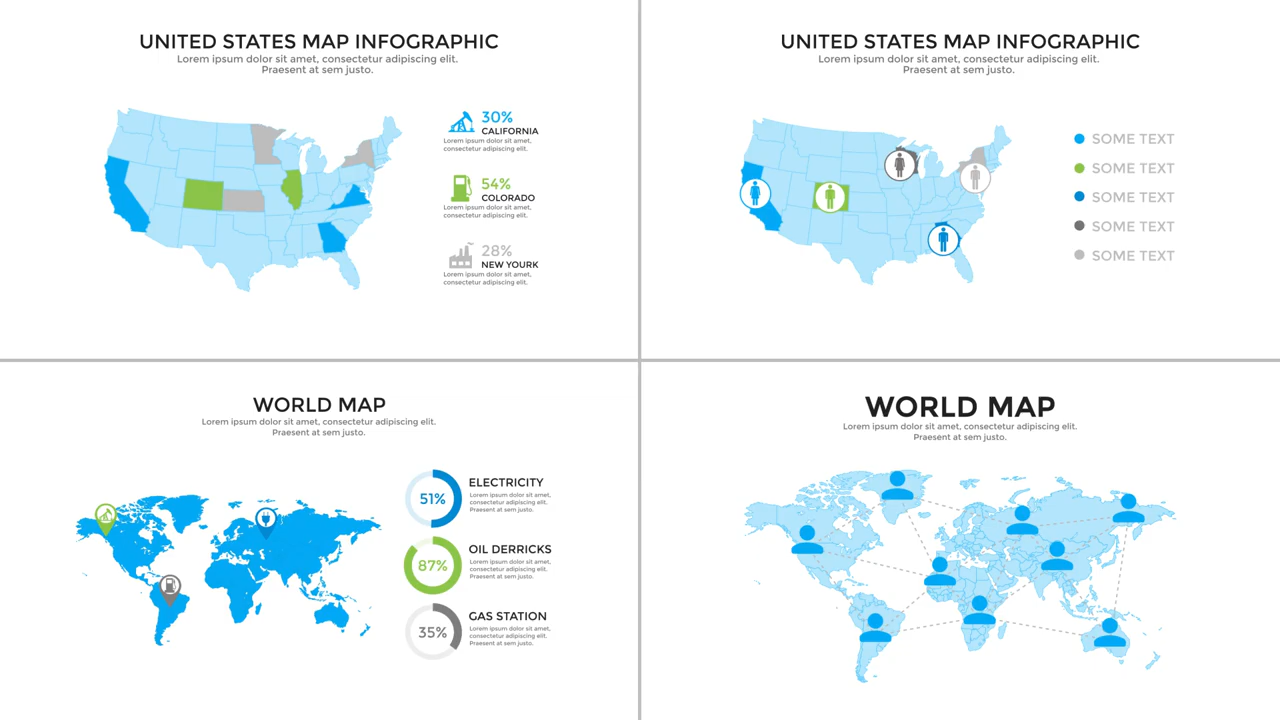 UNITED STATES MAP INFOGRAPHIC
Lorem ipsum dolor sit amet, consectetur adipiscing elit.
Praesent at sem justo.
30%
CALIFORNIA
Lorem ipsum dolor sit amet,
consectetur adipiscing elit.
54%
COLORADO
Lorem ipsum dolor sit amet,
consectetur adipiscing elit.
28%
NEW YOURK
Lorem ipsum dolor sit amet,
consectetur adipiscing elit.
UNITED STATES MAP INFOGRAPHIC
Lorem ipsum dolor sit amet, consectetur adipiscing elit.
Praesent at sem justo.
SOME TEXT
SOME TEXT
SOME TEXT
SOME TEXT
SOME TEXT
WORLD MAP
Lorem ipsum dolor sit amet, consectetur adipiscing elit.
Praesent at sem justo.
51%
ELECTRICITY
Lorem ipsum dolor sit amet,
consectetur adipiscing elit.
Praesent at sem justo.
87%
OIL DERRICKS
Lorem ipsum dolor sit amet,
consectetur adipiscing elit.
Praesent at sem justo.
35%
GAS STATION
Lorem ipsum dolor sit amet,
consectetur adipiscing elit.
Praesent at sem justo.
WORLD MAP
Lorem ipsum dolor sit amet, consectetur adipiscing elit.
Praesent at sem justo.